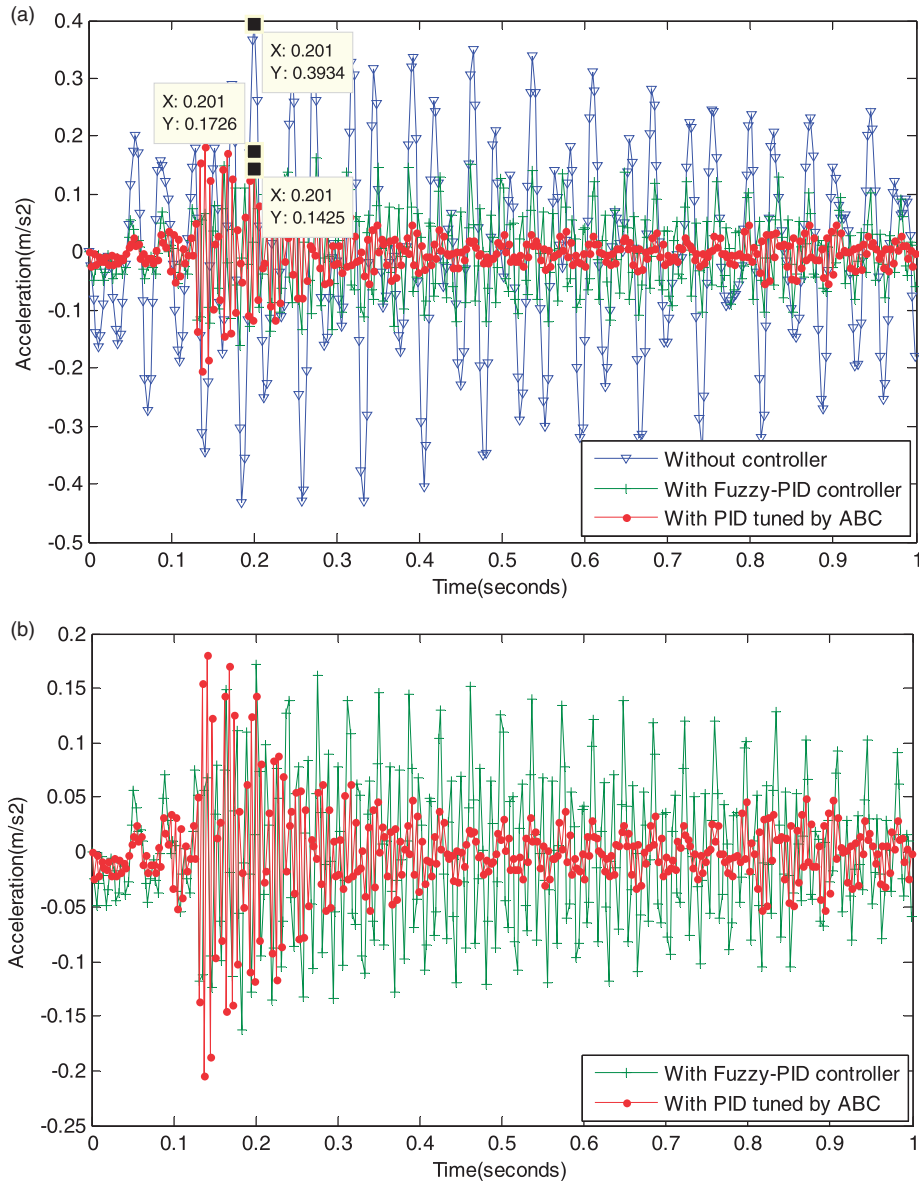 (a)
0.4
0.3
0.2
0.1
0
-0.1
-0.2
-0.3
-0.4
-0.5
Acceleration(m/s2)
X: 0.201
Y: 0.3934
X: 0.201
Y: 0.1726
X: 0.201
Y: 0.1425
Without controller
With Fuzzy-PID controller
With PID tuned by ABC
0 0.1 0.2 0.3 0.4 0.5 0.6 0.7 0.8 0.9 1
Time(seconds)
(b)
0.2
0.15
0.1
0.05
0
-0.05
-0.1
-0.15
-0.2
-0.25
Acceleration(m/s2)
With Fuzzy-PID controller
With PID tuned by ABC
0 0.1 0.2 0.3 0.4 0.5 0.6 0.7 0.8 0.9 1
Time(seconds)